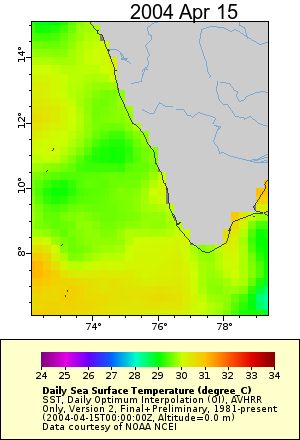 2004 Apr 15
14°
12°
10°
8°
74° 76° 78°
24 25 26 27 28 29 30 31 32 33 34
Daily Sea Surface Temperature (degree_C)
SST, Daily Optimum Interpolation (OI), AVHRR
Only, Version 2, Final+Preliminary, 1981-present
(2004-04-15T00:00:00Z, Altitude=0.0 m)
Data courtesy of NOAA NCEI